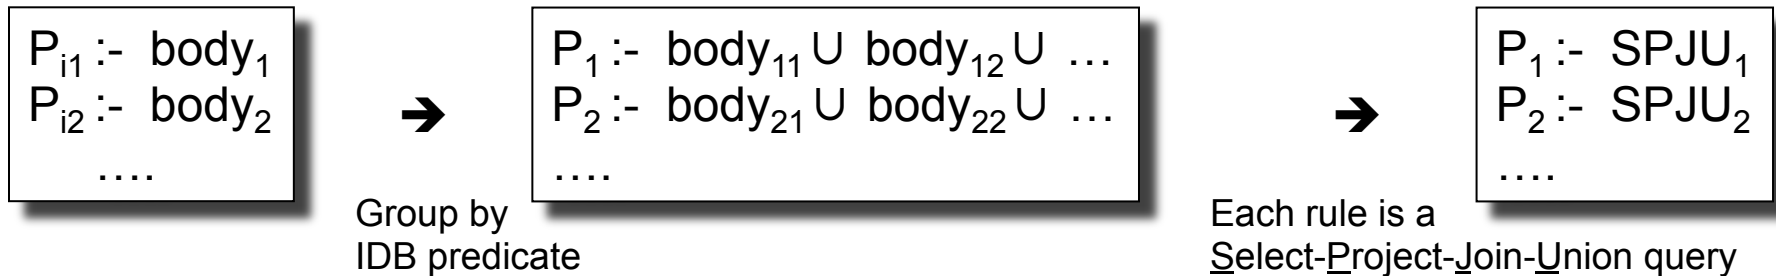 P_i1 :- body_1
P_i2 :- body_2
....
➔
Group by
IDB predicate
P_1 :- body_11 ∪ body_12 ∪ …
P_2 :- body_21 ∪ body_22 ∪ …
....
➔
Each rule is a
Select-Project-Join-Union query
P_1 :- SPJU_1
P_2 :- SPJU_2
....